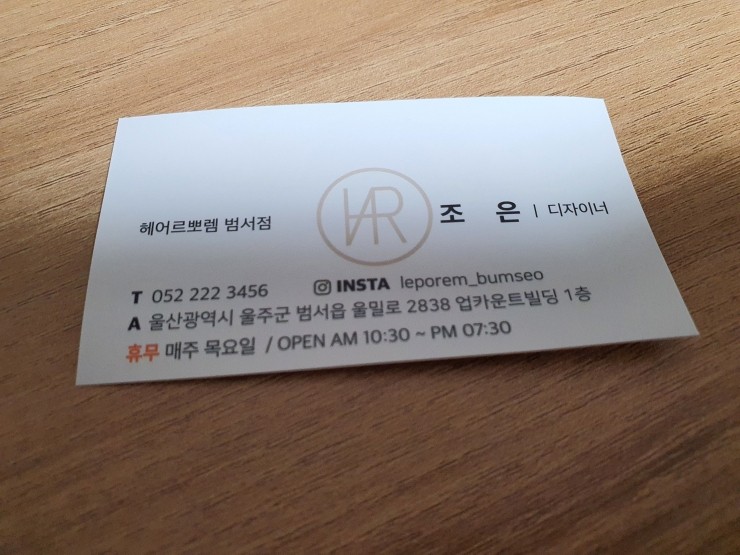 헤어르뽀렘 범서점
HR
조 은 | 디자이너
T 052 222 3456
INSTA leporem_bumseo
A 울산광역시 울주군 범서읍 울밀로 2838 업카운트빌딩 1층
휴무 매주 목요일 / OPEN AM 10:30 ~ PM 07:30